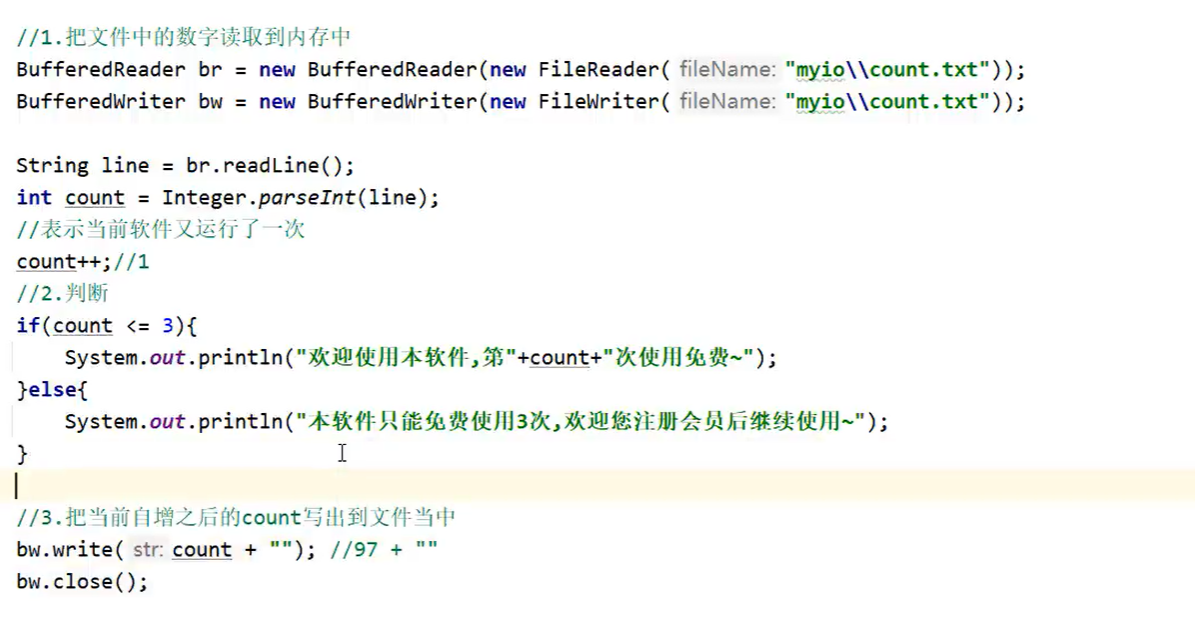 //1.把文件中的数字读取到内存中
BufferedReader br = new BufferedReader(new FileReader( fileName: "myio\\count.txt"));
BufferedWriter bw = new BufferedWriter(new FileWriter( fileName: "myio\\count.txt"));
String line = br.readLine();
int count = Integer.parseInt(line);
//表示当前软件又运行了一次
count++;//1
//2.判断
if(count <= 3){
    System.out.println("欢迎使用本软件,第"+count+"次使用免费~");
}else{
    System.out.println("本软件只能免费使用3次,欢迎您注册会员后继续使用~");
}
//3.把当前自增之后的count写出到文件当中
bw.write( str: count + ""); //97 + ""
bw.close();